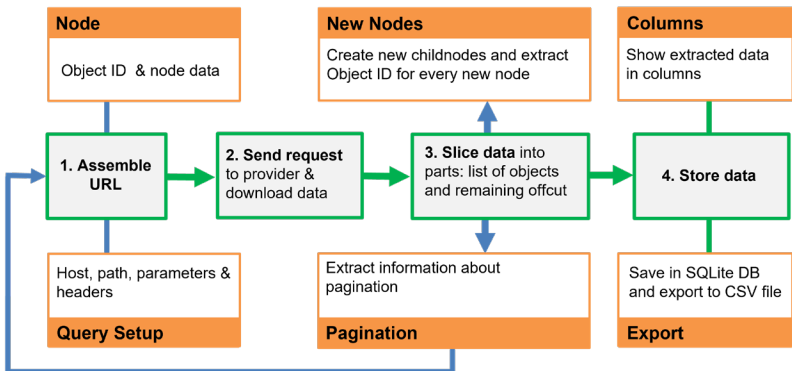 Node
Object ID & node data
New Nodes
Create new childnodes and extract
Object ID for every new node
Columns
Show extracted data
in columns
1. Assemble
URL
2. Send request
to provider &
download data
3. Slice data into
parts: list of objects
and remaining offcut
4. Store data
Host, path, parameters &
headers
Query Setup
Extract information about
pagination
Pagination
Save in SQLite DB
and export to CSV file
Export